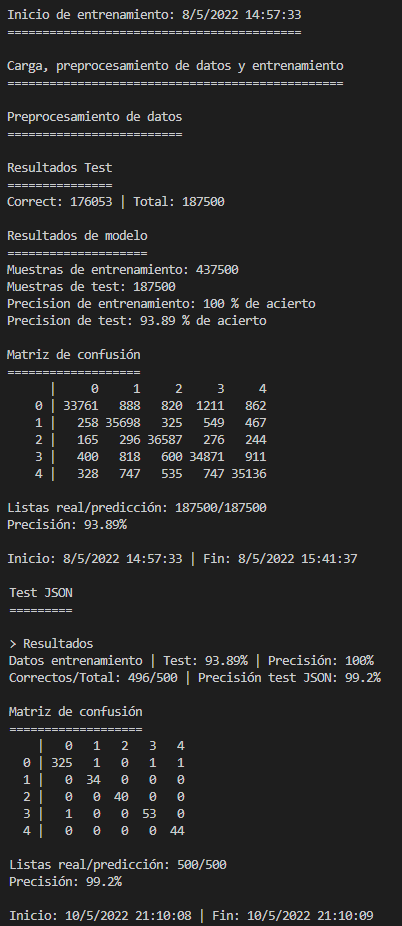 Inicio de entrenamiento: 8/5/2022 14:57:33
==========================================
Carga, preprocesamiento de datos y entrenamiento
================================================
Preprocesamiento de datos
=========================
Resultados Test
===============
Correct: 176053 | Total: 187500
Resultados de modelo
====================
Muestras de entrenamiento: 437500
Muestras de test: 187500
Precision de entrenamiento: 100 % de acierto
Precision de test: 93.89 % de acierto
Matriz de confusión
===================
| 0 1 2 3 4
0 | 33761 888 820 1211 862
1 | 258 35698 325 549 467
2 | 165 296 36587 276 244
3 | 400 818 600 34871 911
4 | 328 747 535 747 35136
Listas real/predicción: 187500/187500
Precisión: 93.89%
Inicio: 8/5/2022 14:57:33 | Fin: 8/5/2022 15:41:37
Test JSON
=========
> Resultados
Datos entrenamiento | Test: 93.89% | Precisión: 100%
Correctos/Total: 496/500 | Precisión test JSON: 99.2%
Matriz de confusión
===================
| 0 1 2 3 4
0 | 325 1 0 1 1
1 | 0 34 0 0 0
2 | 0 0 40 0 0
3 | 1 0 0 53 0
4 | 0 0 0 0 44
Listas real/predicción: 500/500
Precisión: 99.2%
Inicio: 10/5/2022 21:10:08 | Fin: 10/5/2022 21:10:09